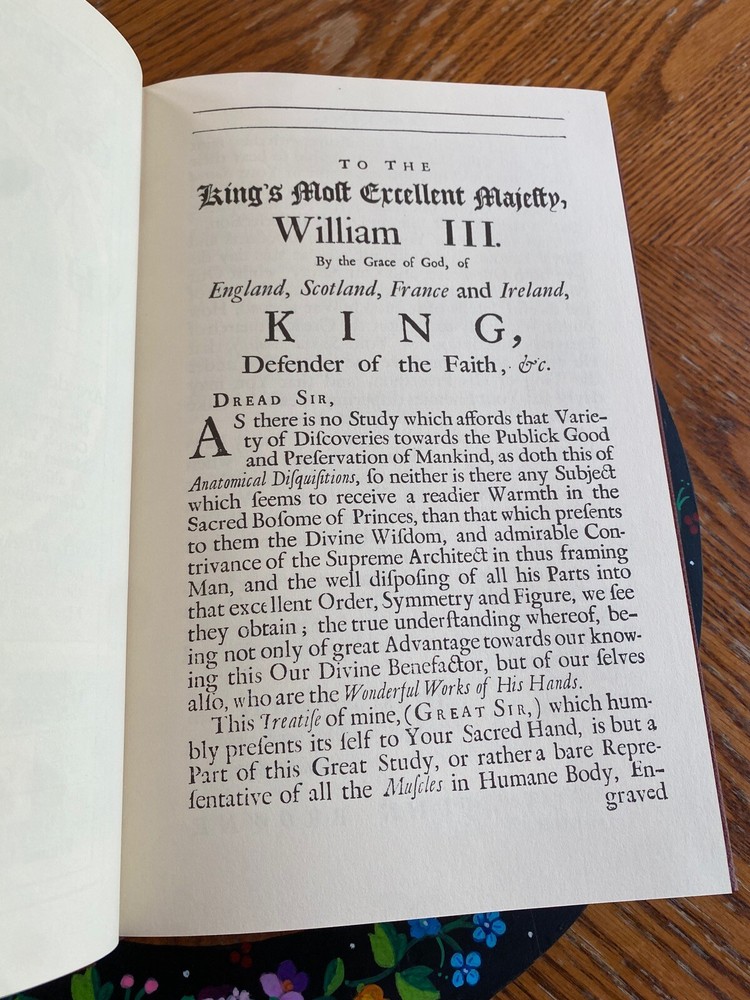 TO THE
King's Moſt Excellent Majeſty,
William III.
By the Grace of God, of
England, Scotland, France and Ireland,
KING,
Defender of the Faith, &c.
DREAD SIR,
AS there is no Study which affords that Varie-
ty of Diſcoveries towards the Publick Good
and Preſervation of Mankind, as doth this of
Anatomical Diſquiſitions, ſo neither is there any Subject
which ſeems to receive a readier Warmth in the
Sacred Boſome of Princes, than that which preſents
to them the Divine Wiſdom, and admirable Con-
trivance of the Supreme Architect in thus framing
Man, and the well diſpoſing of all his Parts into
that excellent Order, Symmetry and Figure, we ſee
they obtain; the true underſtanding whereof, be-
ing not only of great Advantage towards our know-
ing this Our Divine Benefactor, but of our ſelves
alſo, who are the Wonderful Works of His Hands.
This Treatiſe of mine, (GREAT SIR,) which hum-
bly preſents its ſelf to Your Sacred Hand, is but a
Part of this Great Study, or rather a bare Repre-
ſentative of all the Muſcles in Humane Body, En-
graved